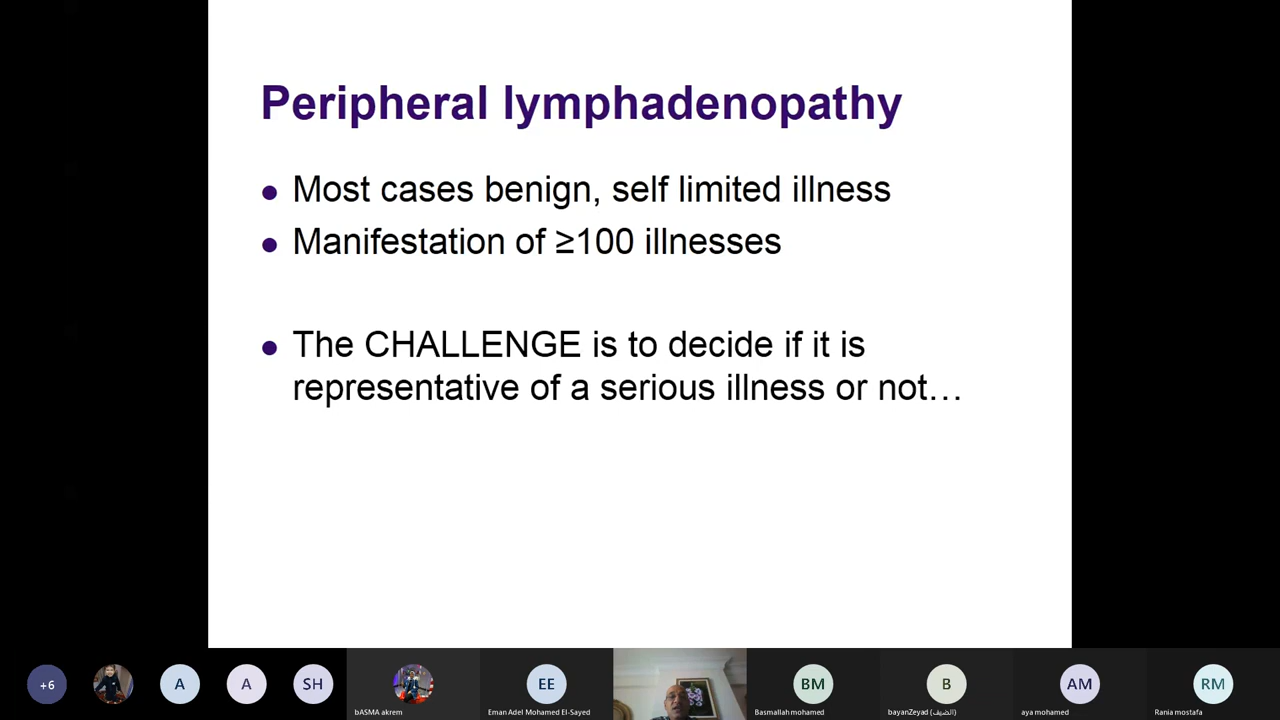 Peripheral lymphadenopathy
● Most cases benign, self limited illness
● Manifestation of ≥100 illnesses
● The CHALLENGE is to decide if it is
representative of a serious illness or not…
+6
A
A
SH
bASMA akrem
EE
Eman Adel Mohamed El-Sayed
BM
Basmallah mohamed
B
bayanZeyad (الضيف)
AM
aya mohamed
RM
Rania mostafa